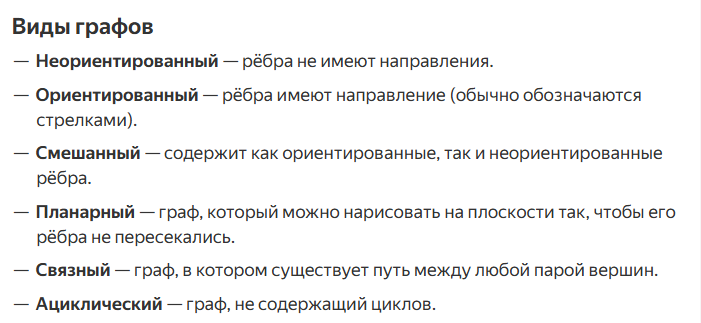 Виды графов
— Неориентированный — рёбра не имеют направления.
— Ориентированный — рёбра имеют направление (обычно обозначаются
стрелками).
— Смешанный — содержит как ориентированные, так и неориентированные
рёбра.
— Планарный — граф, который можно нарисовать на плоскости так, чтобы его
рёбра не пересекались.
— Связный — граф, в котором существует путь между любой парой вершин.
— Ациклический — граф, не содержащий циклов.